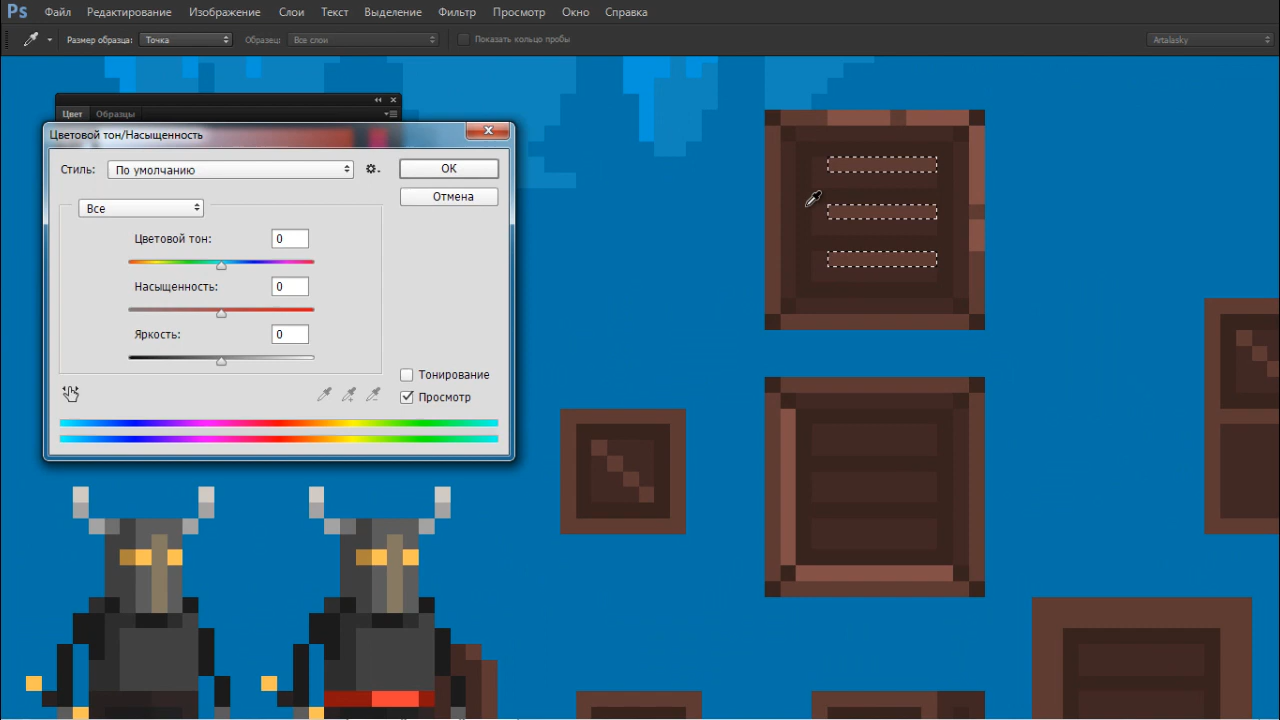 Ps Файл Редактирование Изображение Слои Текст Выделение Фильтр Просмотр Окно Справка
Размер образца: Точка Образец: Все слои Показать кольцо пробы Artalasky
Цвет Образцы
Цветовой тон/Насыщенность
Стиль: По умолчанию OK
Отмена
Все
Цветовой тон: 0
Насыщенность: 0
Яркость: 0
Тонирование
Просмотр